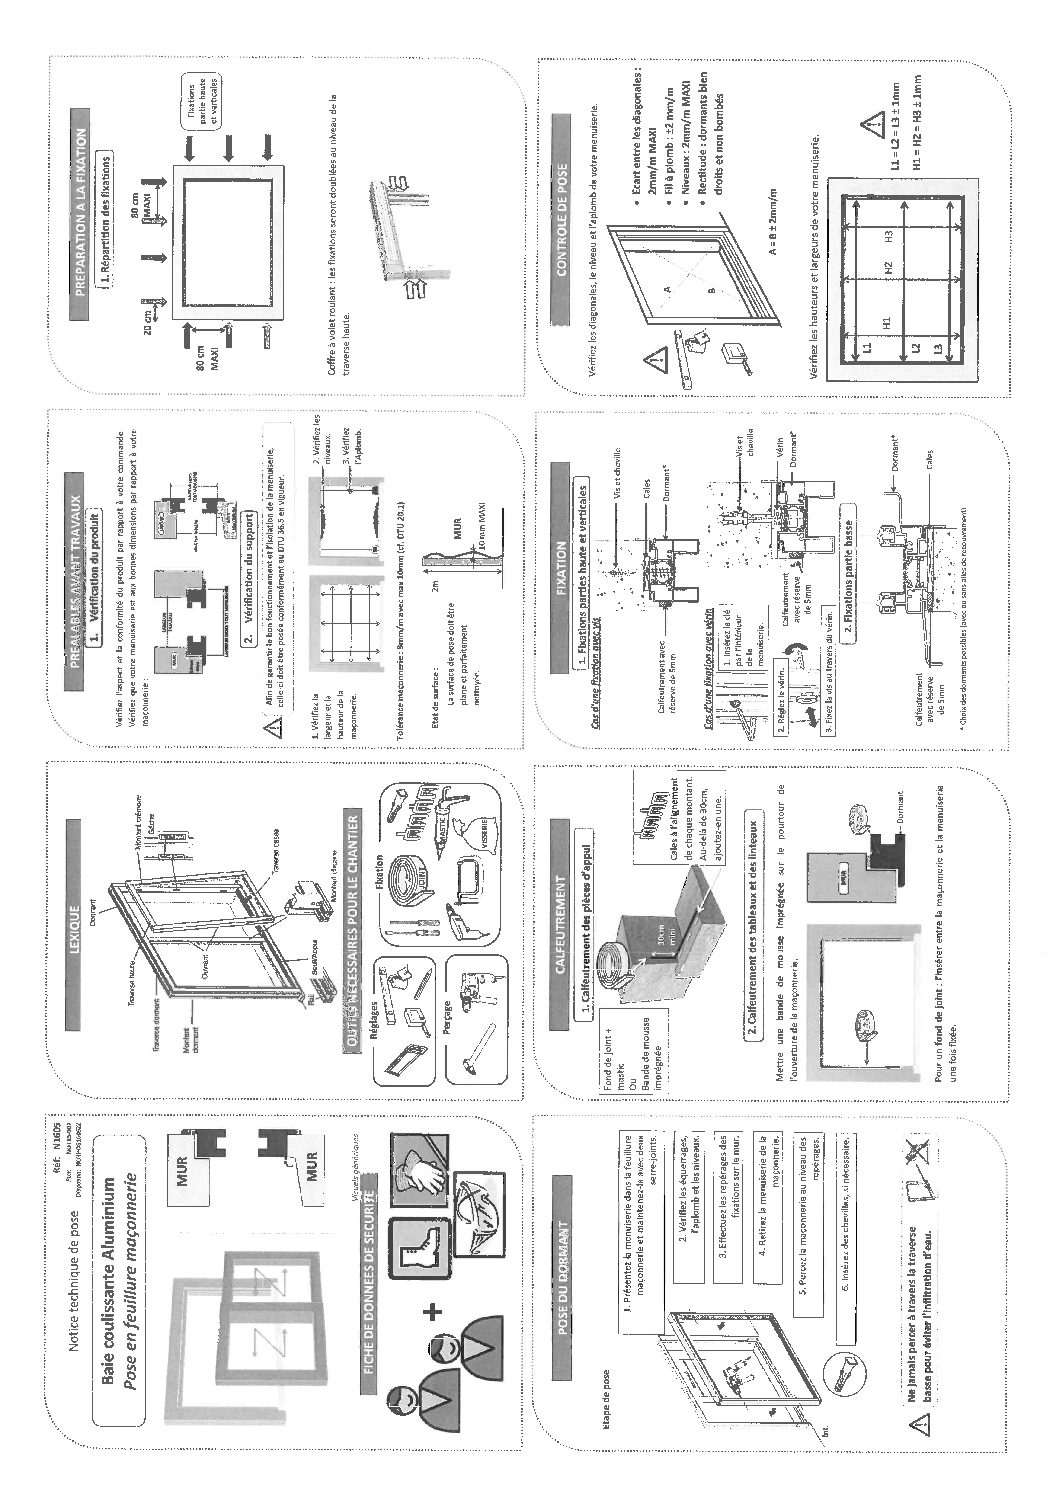 Notice technique de pose
Réf: N1605
Baie coulissante Aluminium
Pose en feuillure maçonnerie
MUR
MUR
Visuels génériques
FICHE DE DONNEES DE SECURITE
+
LEXIQUE
Dormant
Traverse haute
Traverse dormant
Montant dormant
Ouvrant
Gâche
Traverse basse
Rail
OUTILS NECESSAIRES POUR LE CHANTIER
Réglages
Perçage
Fixation
JOINT
MASTIC
VISSERIE
PREALABLES AVANT TRAVAUX
1. Vérification du produit
Vérifiez l'aspect et la conformité du produit par rapport à votre commande
Vérifiez que votre menuiserie est aux bonnes dimensions par rapport à votre
maçonnerie :
2. Vérification du support
Afin de garantir le bon fonctionnement et l'isolation de la menuiserie,
celle-ci doit être posée conformément au DTU 36.5 en vigueur.
1. Vérifiez la
largeur et la
hauteur de la
maçonnerie.
2. Vérifiez les
niveaux.
3. Vérifiez
l'Aplomb.
Etat de surface :
La surface de pose doit être
plane et parfaitement
nettoyée.
2m
MUR
10 mm MAXI
PREPARATION A LA FIXATION
1. Répartition des fixations
20 cm
80 cm
MAXI
80 cm
MAXI
Fixations
partie haute
et verticales
Coffre à volet roulant : les fixations seront doublées au niveau de la
traverse haute.
POSE DU DORMANT
Etape de pose
1. Présentez la menuiserie dans la feuillure
maçonnerie et maintenez-la avec deux
serre-joints.
2. Vérifiez les équerrages,
l'aplomb et les niveaux.
3. Effectuez les repérages des
fixations sur le mur.
4. Retirez la menuiserie de la
maçonnerie.
5. Percez la maçonnerie au niveau des
repérages.
6. Insérez des chevilles, si nécessaire.
Int
Ne jamais percer à travers la traverse
basse pour éviter l'infiltration d'eau.
CALFEUTREMENT
1. Calfeutrement des pièces d'appui
Fond de joint +
mastic
Ou
Bande de mousse
imprégnée
10cm
mini
Cales à l'alignement
de chaque montant.
Au-delà de 90cm,
ajoutez-en une.
2. Calfeutrement des tableaux et des linteaux
Mettre une bande de mousse imprégnée sur le pourtour de
l'ouverture de la maçonnerie.
MUR
Dormant
Pour un fond de joint : l'insérer entre la maçonnerie et la menuiserie
une fois fixée.
FIXATION
1. Fixations parties haute et verticales
Cas d'une fixation avec vis
Vis et cheville
Cales
Dormant*
Calfeutrement avec
réserve de 5mm
Cas d'une fixation avec vérin
1. Insérez la clé
par l'intérieur
de la
menuiserie.
2. Réglez le vérin.
3. Fixez la vis au travers du vérin.
Vis et
cheville
Vérin
Dormant*
Calfeutrement
avec réserve
de 5mm
2. Fixations partie basse
Dormant*
Cales
Calfeutrement
avec réserve
de 5mm
* Choix des dormants possibles (avec ou sans ailes de recouvrement)
CONTROLE DE POSE
Vérifiez les diagonales, le niveau et l'aplomb de votre menuiserie.
A
B
• Ecart entre les diagonales :
2mm/m MAXI
• Fil à plomb : ±2 mm/m
• Niveaux : 2mm/m MAXI
• Rectitude : dormants bien
droits et non bombés
A = B ± 2mm/m
Vérifiez les hauteurs et largeurs de votre menuiserie.
L1
L2
L3
H1
H2
H3
L1 = L2 = L3 ± 1mm
H1 = H2 = H3 ± 1mm